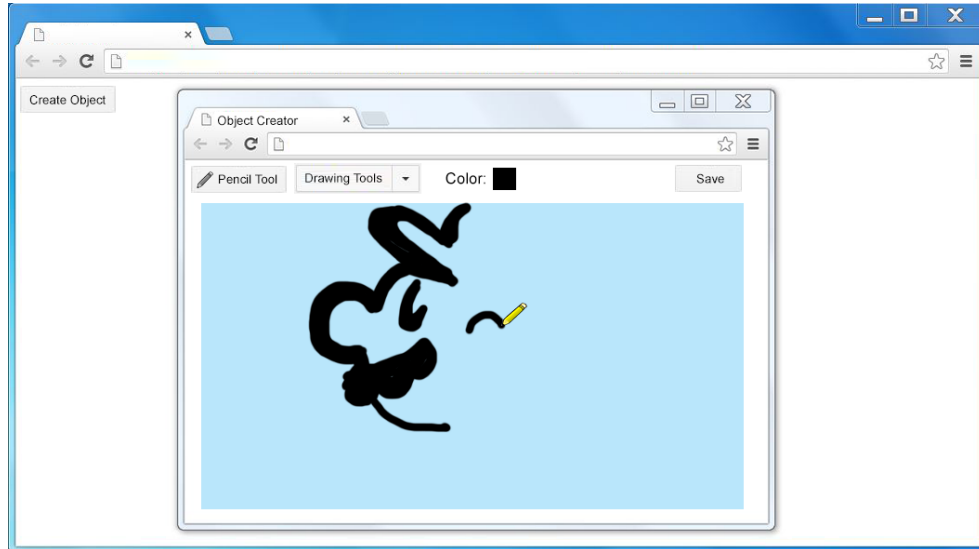 Create Object
Object Creator
Pencil Tool
Drawing Tools
Color:
Save